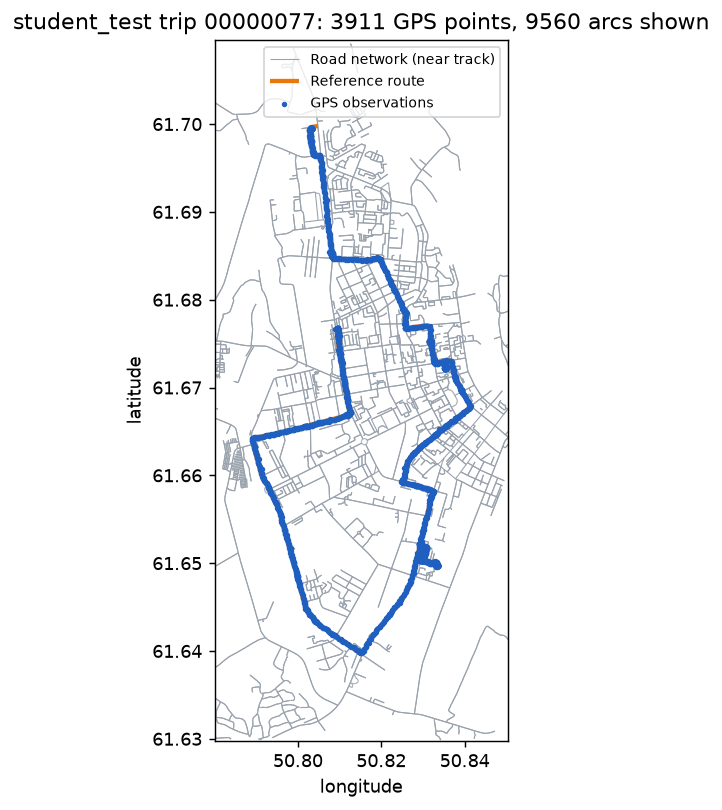 student_test trip 00000077: 3911 GPS points, 9560 arcs shown
Road network (near track)
Reference route
GPS observations
61.70
61.69
61.68
61.67
61.66
61.65
61.64
61.63
latitude
50.80
50.82
50.84
longitude